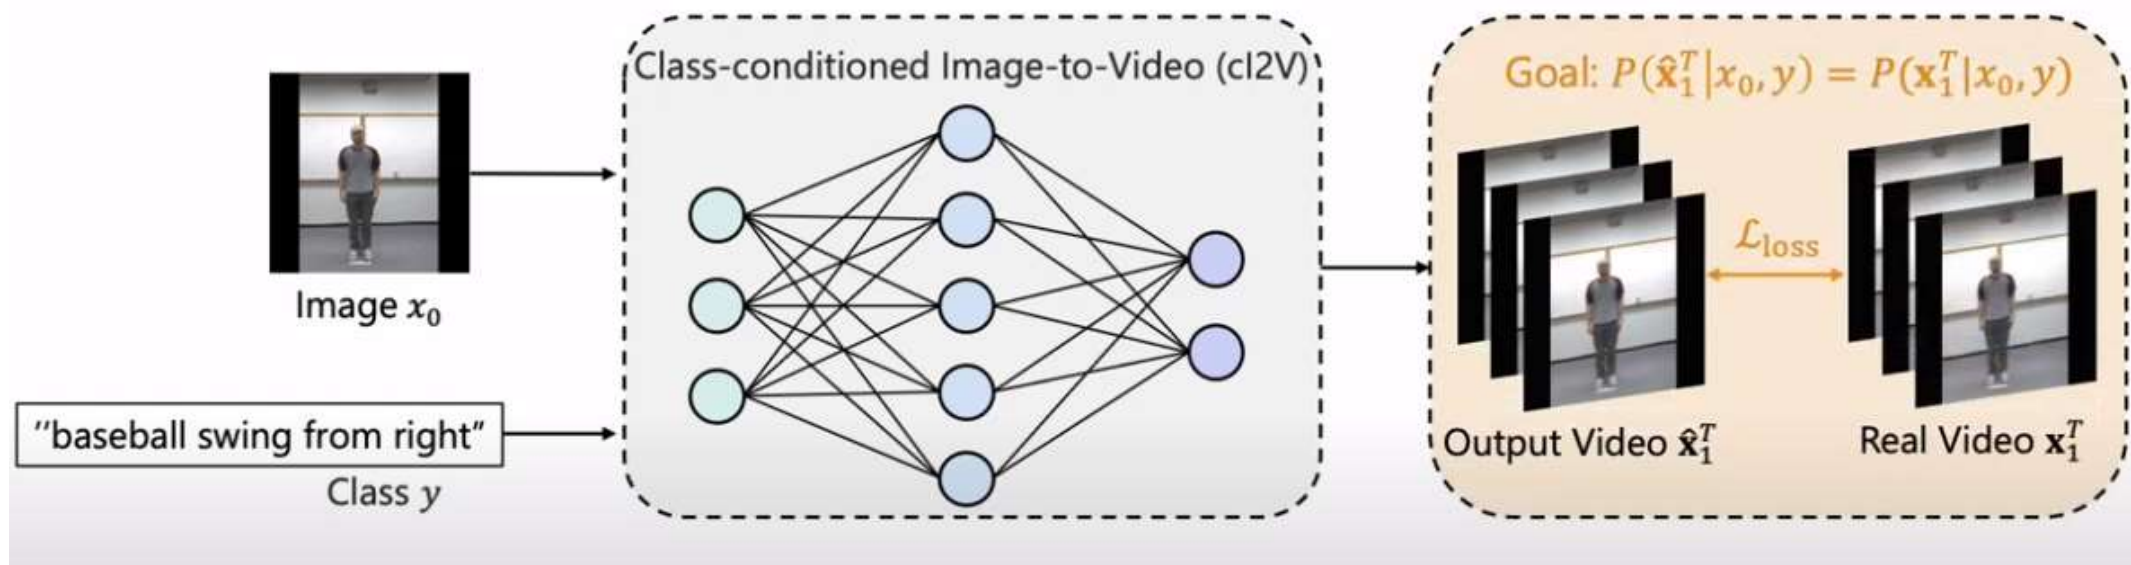 Class-conditioned Image-to-Video (cI2V)
Goal: P(x̂₁ᵀ|x₀, y) = P(x₁ᵀ|x₀, y)
ℒloss
Image x₀
''baseball swing from right"
Class y
Output Video x̂₁ᵀ
Real Video x₁ᵀ